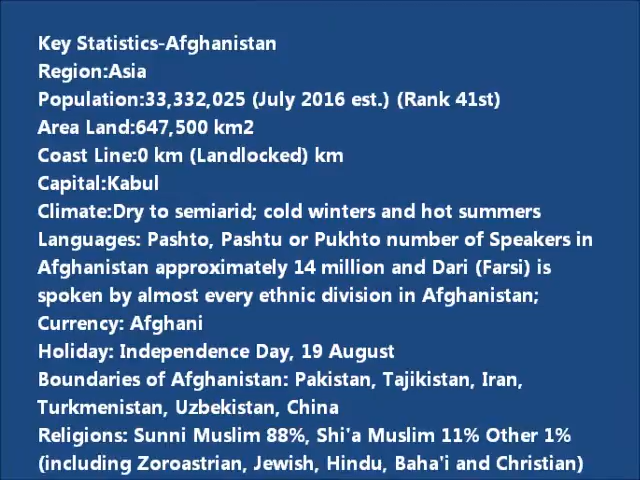 Key Statistics-Afghanistan
Region:Asia
Population:33,332,025 (July 2016 est.) (Rank 41st)
Area Land:647,500 km2
Coast Line:0 km (Landlocked) km
Capital:Kabul
Climate:Dry to semiarid; cold winters and hot summers
Languages: Pashto, Pashtu or Pukhto number of Speakers in
Afghanistan approximately 14 million and Dari (Farsi) is
spoken by almost every ethnic division in Afghanistan;
Currency: Afghani
Holiday: Independence Day, 19 August
Boundaries of Afghanistan: Pakistan, Tajikistan, Iran,
Turkmenistan, Uzbekistan, China
Religions: Sunni Muslim 88%, Shi'a Muslim 11% Other 1%
(including Zoroastrian, Jewish, Hindu, Baha'i and Christian)